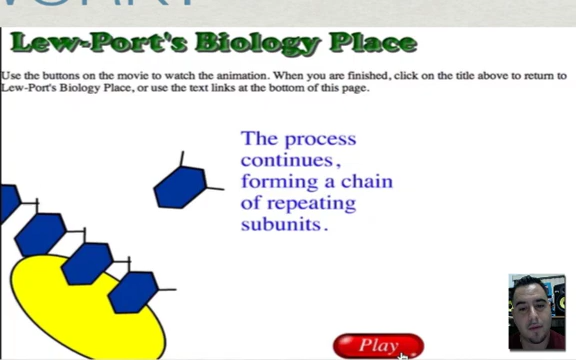 Lew-Port's Biology Place
Use the buttons on the movie to watch the animation. When you are finished, click on the title above to return to
Lew-Port's Biology Place, or use the text links at the bottom of this page.
The process
continues,
forming a chain
of repeating
subunits.
Play